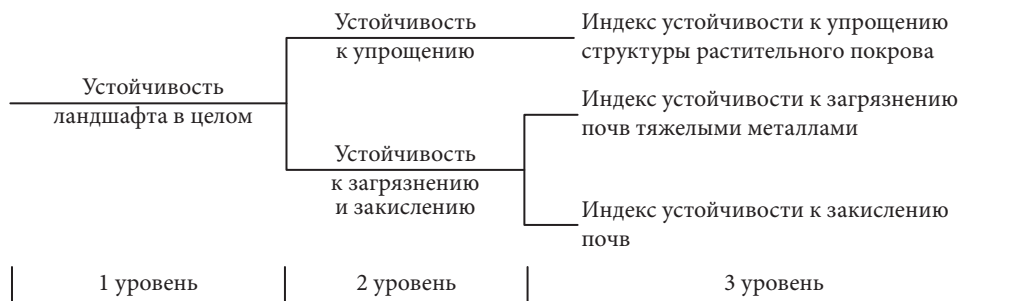 Устойчивость
к упрощению
Индекс устойчивости к упрощению
структуры растительного покрова
Устойчивость
ландшафта в целом
Индекс устойчивости к загрязнению
почв тяжелыми металлами
Устойчивость
к загрязнению
и закислению
Индекс устойчивости к закислению
почв
1 уровень
2 уровень
3 уровень